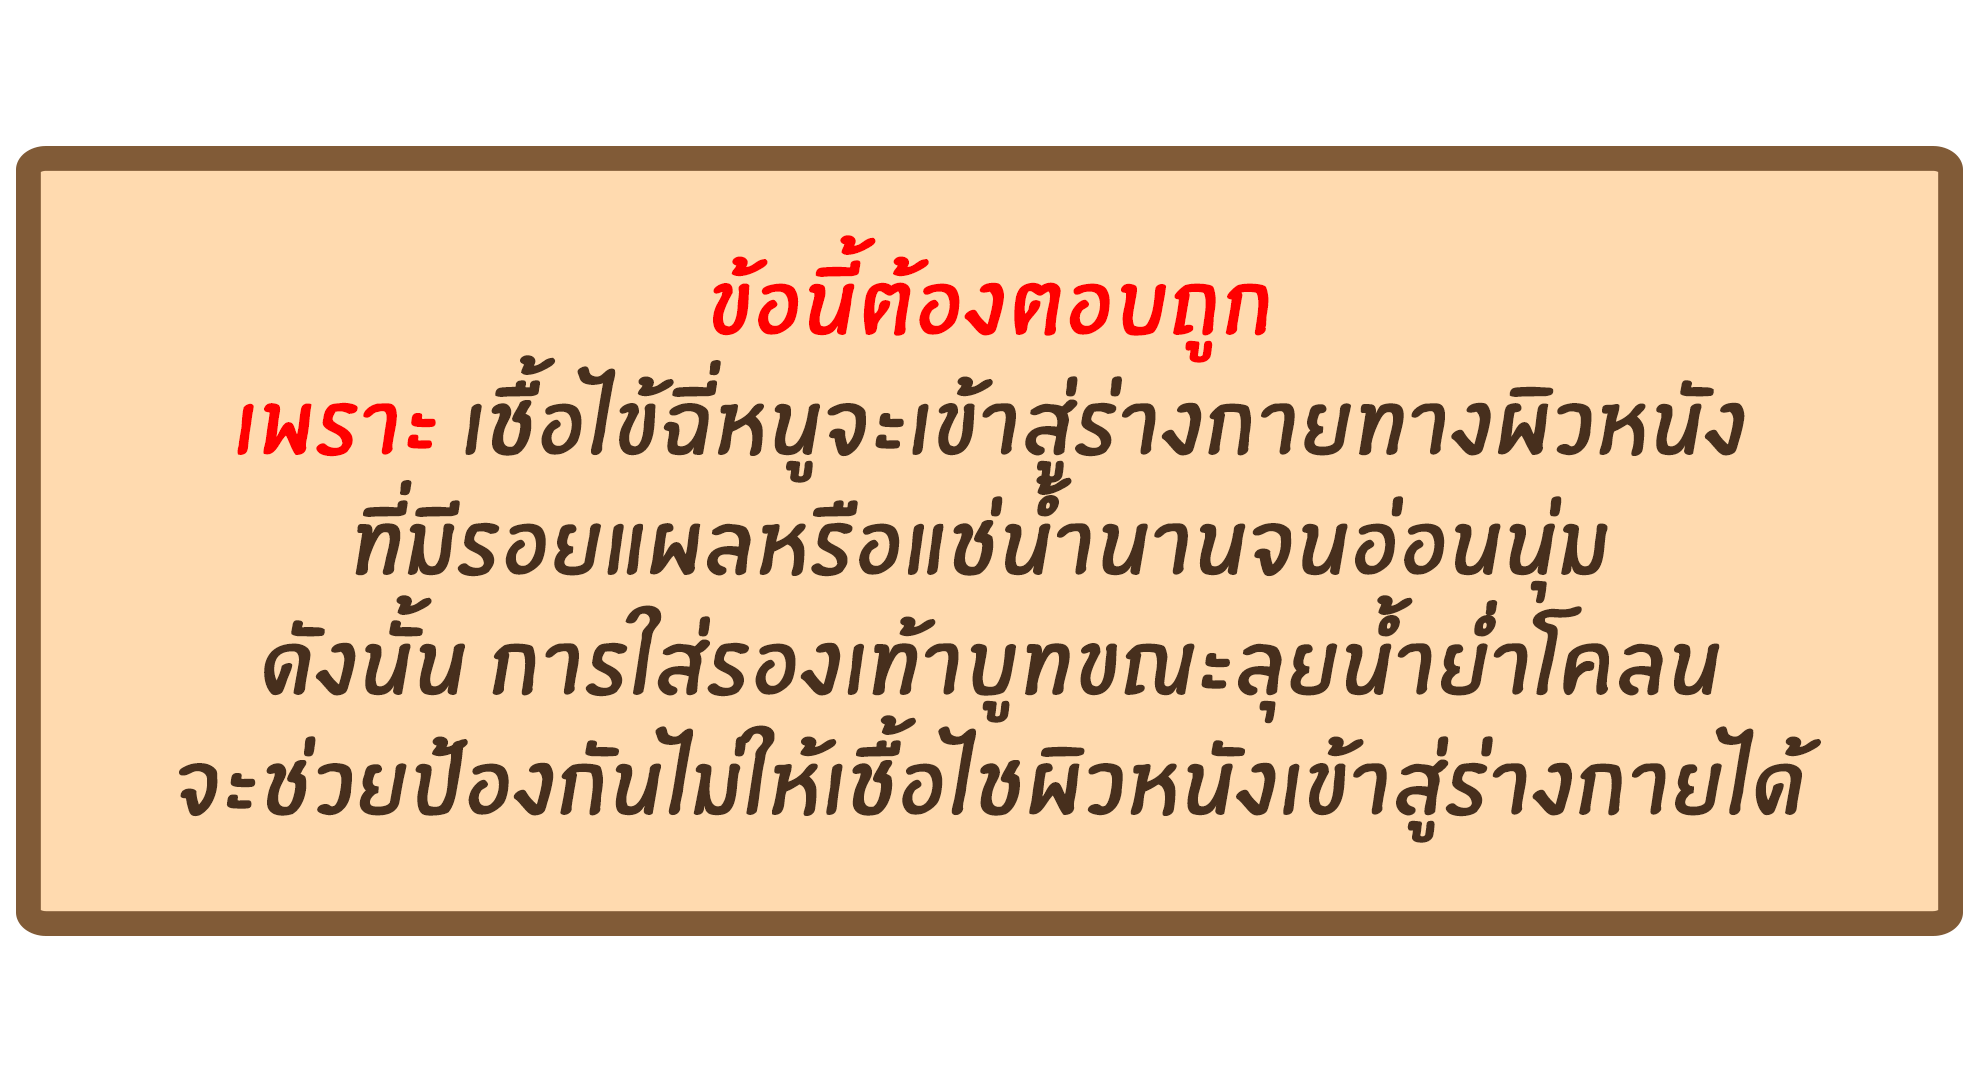 ข้อนี้ต้องตอบถูก
เพราะ เชื้อไข้ฉี่หนูจะเข้าสู่ร่างกายทางผิวหนัง
ที่มีรอยแผลหรือแช่น้ำนานจนอ่อนนุ่ม
ดังนั้น การใส่รองเท้าบูทขณะลุยน้ำย่ำโคลน
จะช่วยป้องกันไม่ให้เชื้อไชผิวหนังเข้าสู่ร่างกายได้